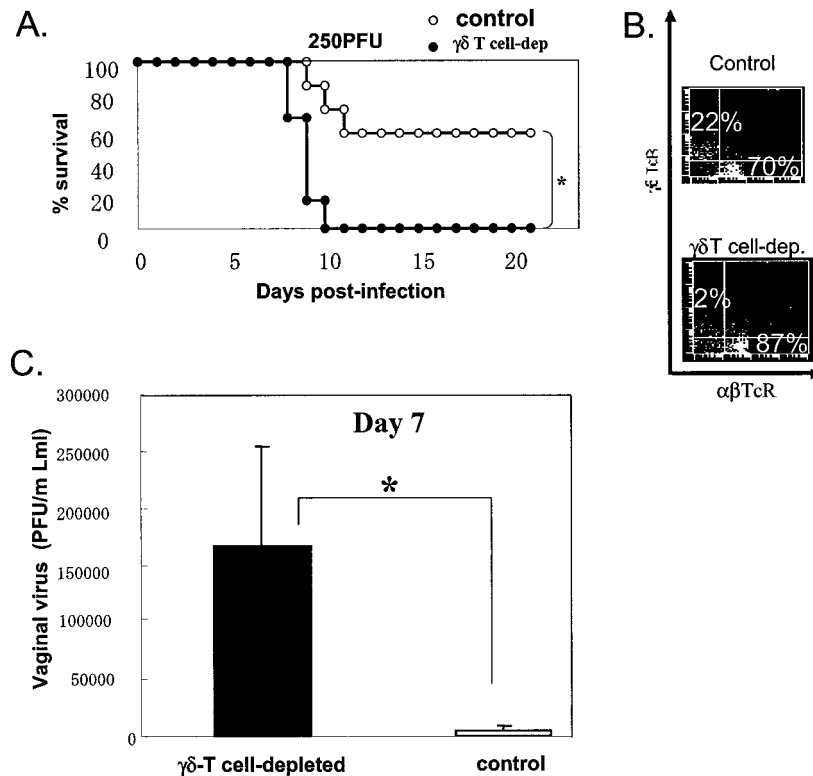 A.
250PFU
control
γδ T cell-dep
% survival
100
80
60
40
20
0
*
0 5 10 15 20
Days post-infection
B.
Control
22%
70%
γδT cell-dep.
2%
87%
αβTcR
C.
Day 7
*
Vaginal virus (PFU/m Lml)
300000
250000
200000
150000
100000
50000
0
γδ-T cell-depleted control